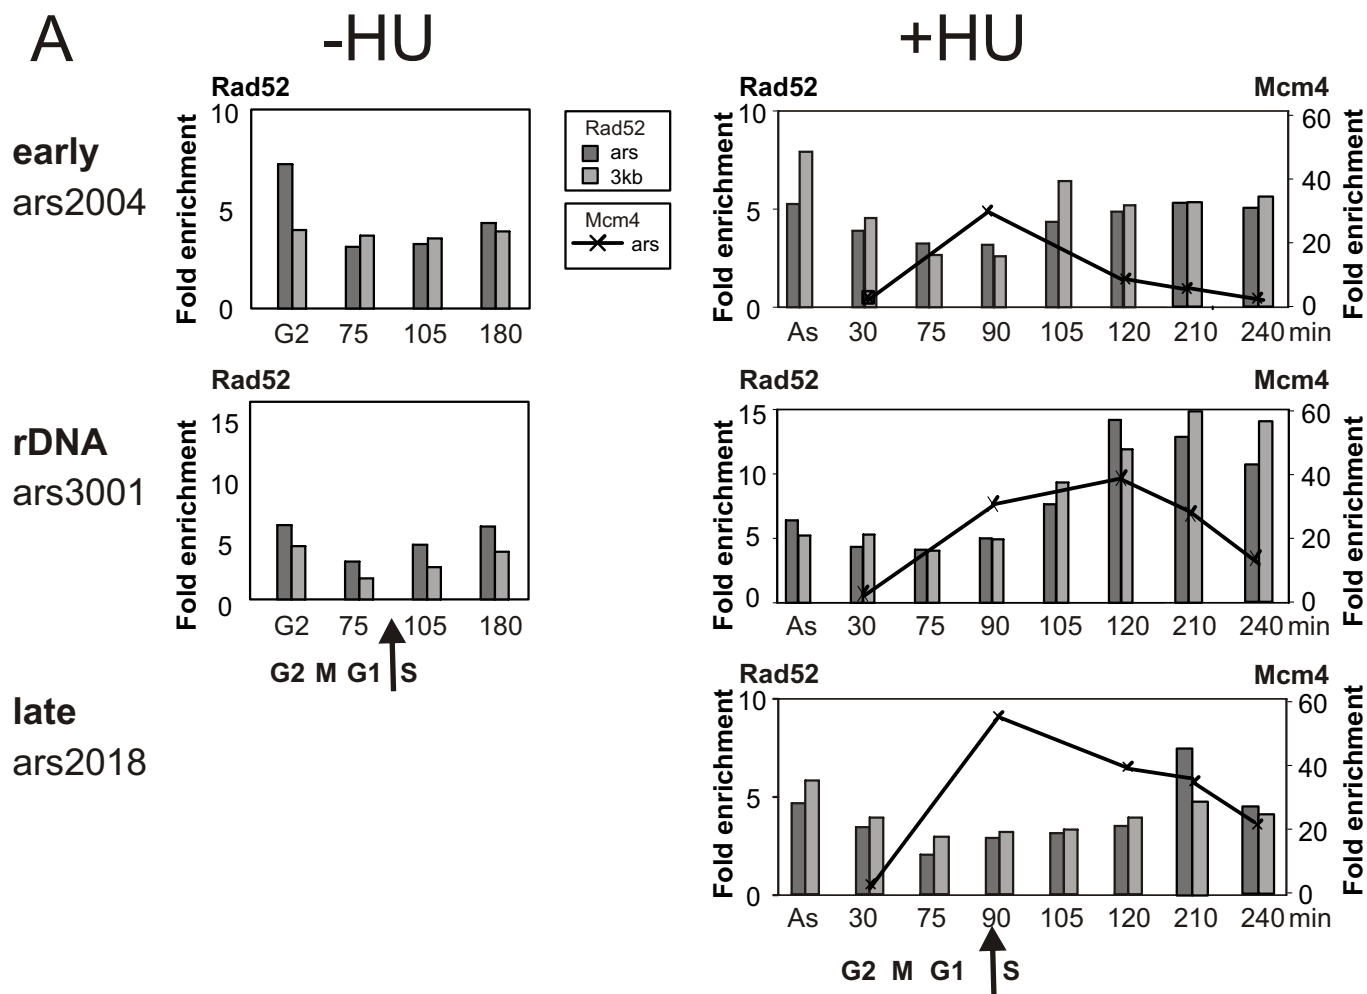 A
-HU
+HU
early
ars2004
Rad52
10
5
0
Fold enrichment
G2 75 105 180
Rad52
ars
3kb
Mcm4
ars
Rad52
Mcm4
10
5
0
Fold enrichment
60
40
20
0
Fold enrichment
As 30 75 90 105 120 210 240 min
rDNA
ars3001
Rad52
15
10
5
0
Fold enrichment
G2 75 105 180
G2 M G1 S
Rad52
Mcm4
15
10
5
0
Fold enrichment
60
40
20
0
Fold enrichment
As 30 75 90 105 120 210 240 min
late
ars2018
Rad52
Mcm4
10
5
0
Fold enrichment
60
40
20
0
Fold enrichment
As 30 75 90 105 120 210 240 min
G2 M G1 S